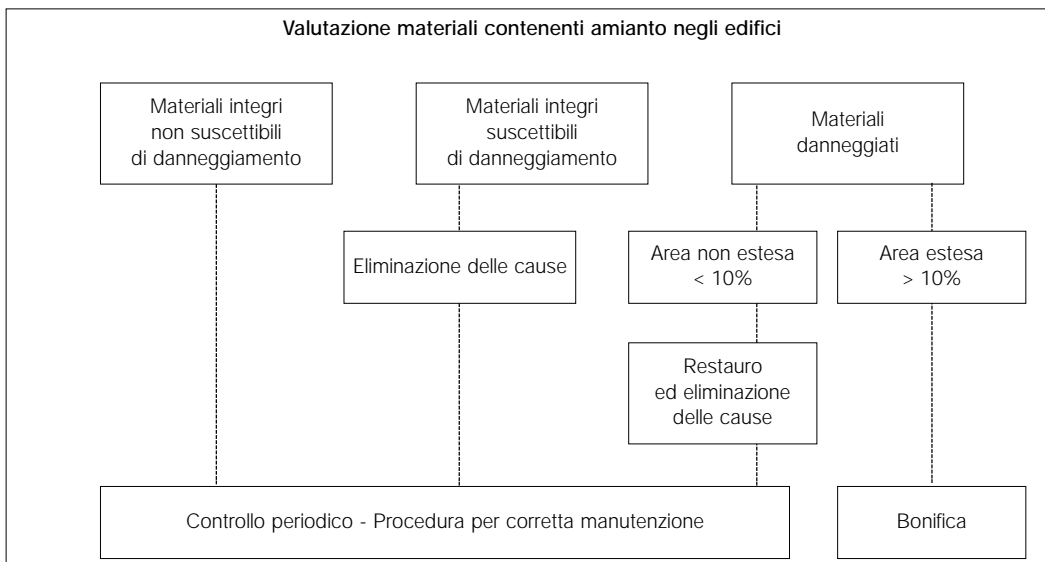 Valutazione materiali contenenti amianto negli edifici
Materiali integri
non suscettibili
di danneggiamento
Materiali integri
suscettibili
di danneggiamento
Materiali
danneggiati
Eliminazione delle cause
Area non estesa
< 10%
Area estesa
> 10%
Restauro
ed eliminazione
delle cause
Controllo periodico - Procedura per corretta manutenzione
Bonifica